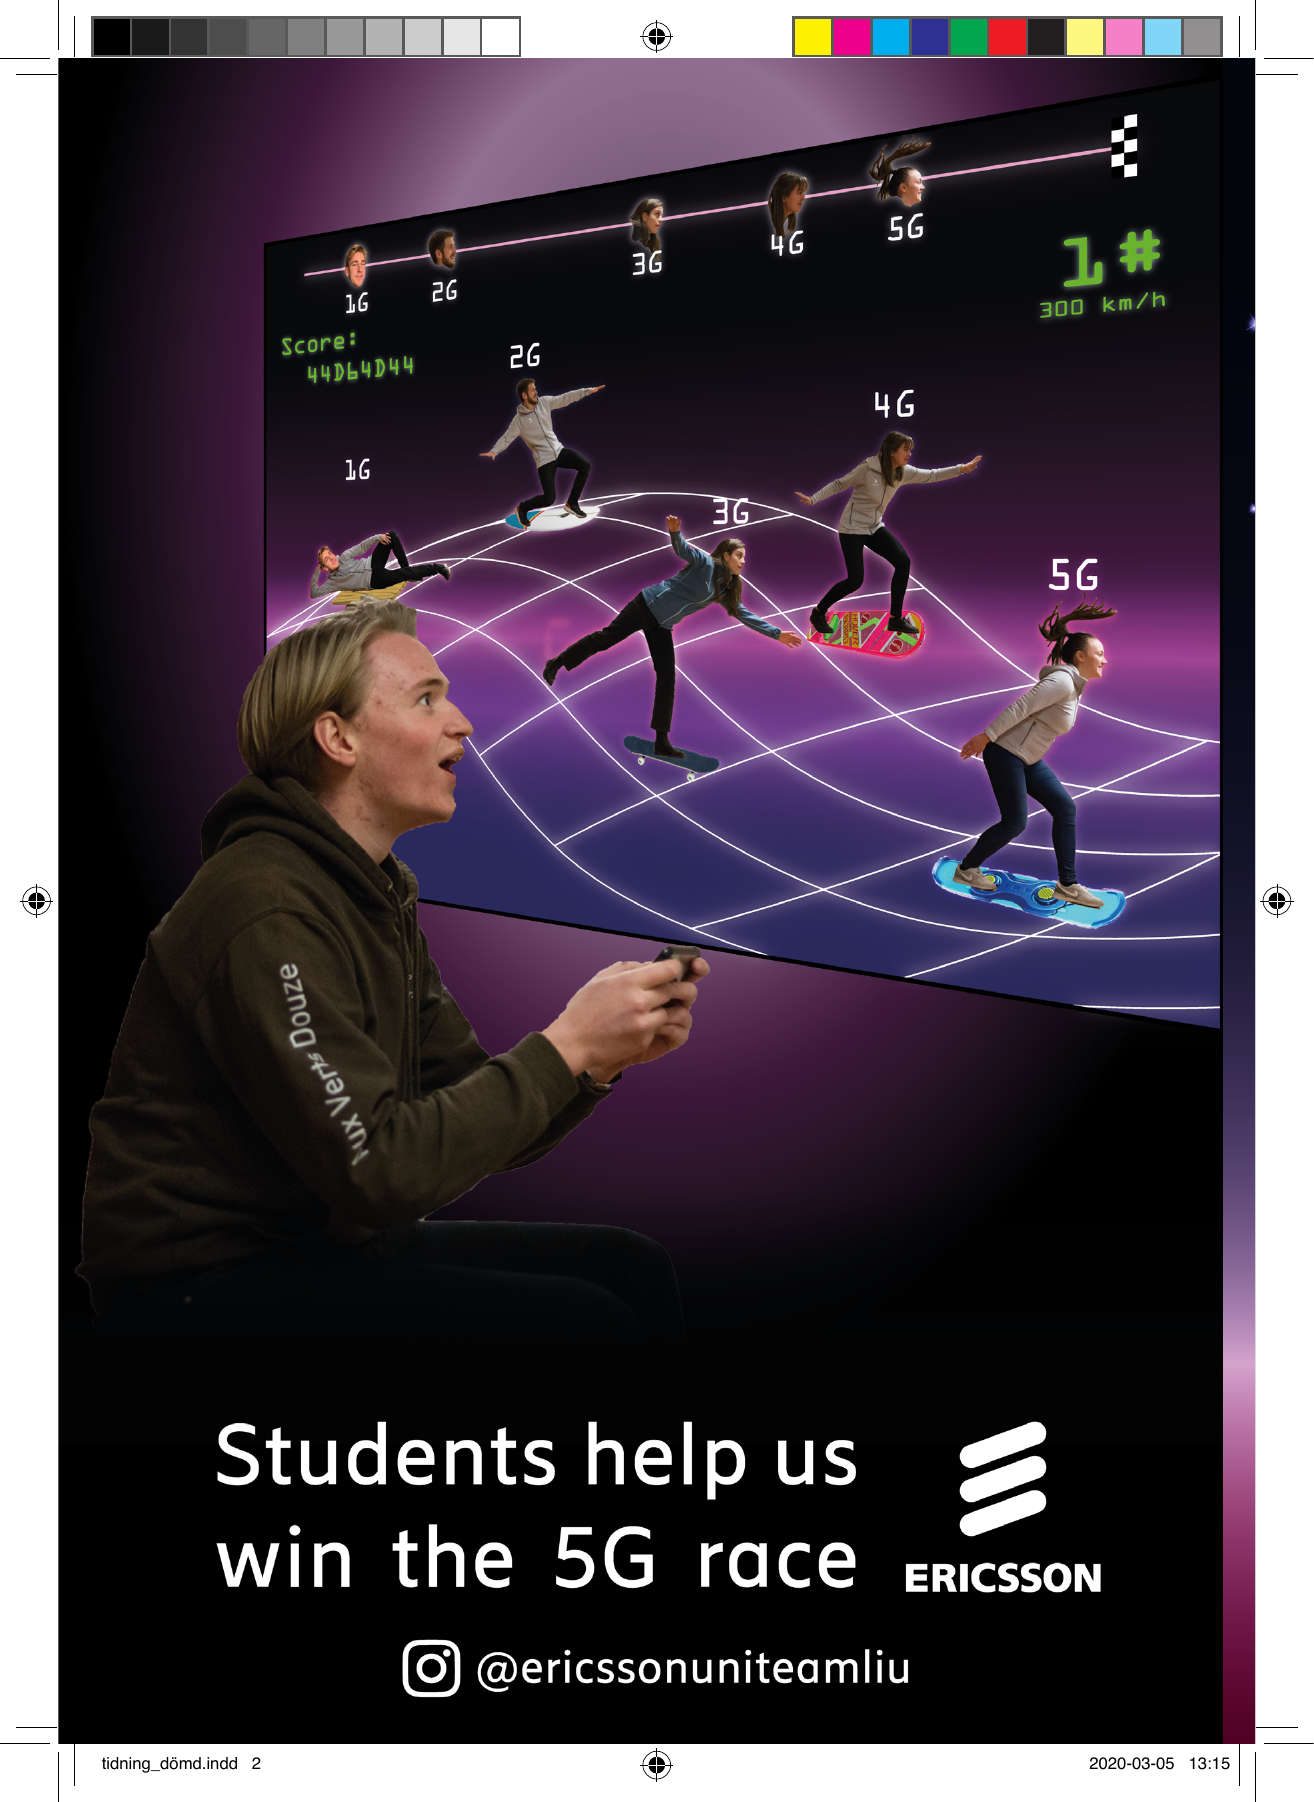 1G
2G
3G
4G
5G
1#
300 km/h
Score:
44D64D44
2G
4G
1G
3G
5G
Aux Verts Douze
Students help us
win the 5G race
ERICSSON
@ericssonuniteamliu
tidning_dömd.indd 2
2020-03-05 13:15